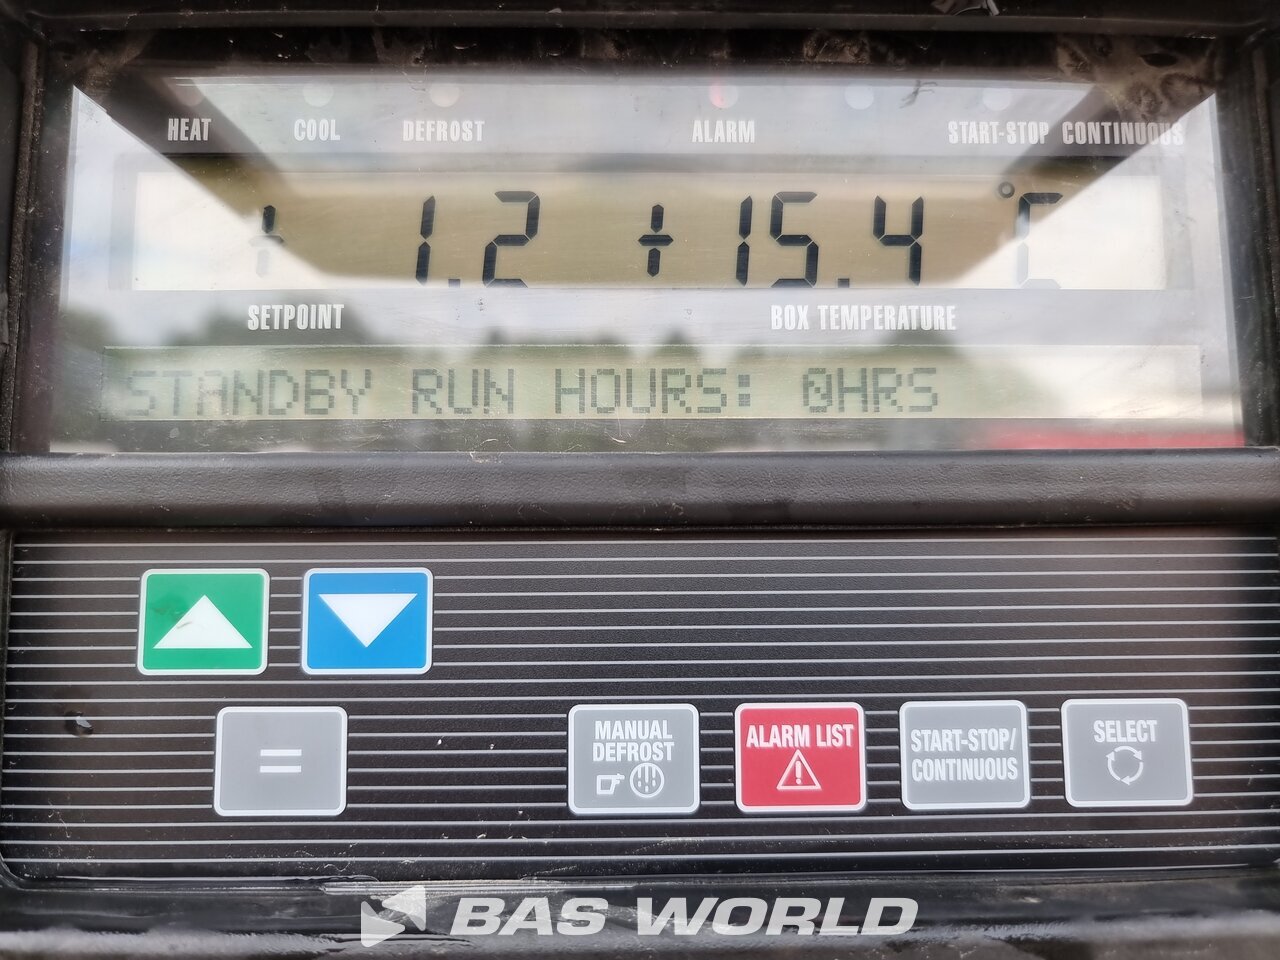 HEAT COOL DEFROST ALARM START-STOP CONTINUOUS
+ 1.2 +15.4 °C
SETPOINT BOX TEMPERATURE
STANDBY RUN HOURS: 0HRS
=
MANUAL DEFROST
ALARM LIST
START-STOP/ CONTINUOUS
SELECT
BAS WORLD